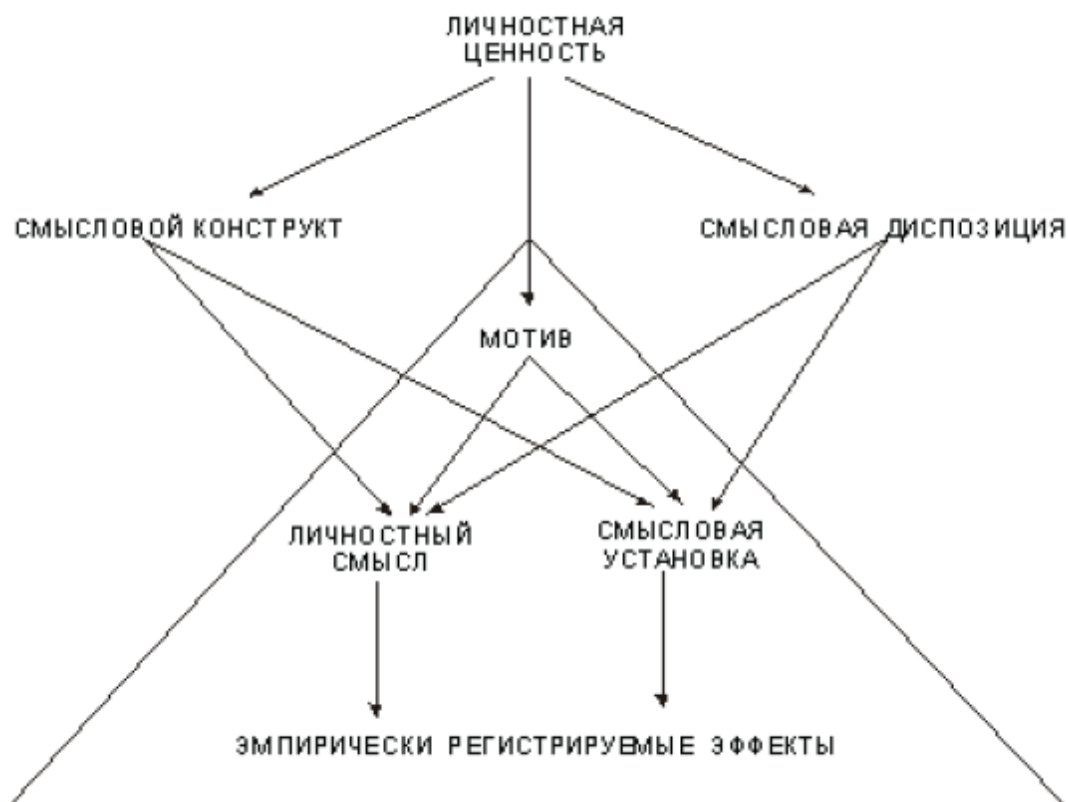 ЛИЧНОСТНАЯ
ЦЕННОСТЬ
СМЫСЛОВОЙ КОНСТРУКТ
СМЫСЛОВАЯ ДИСПОЗИЦИЯ
МОТИВ
ЛИЧНОСТНЫЙ
СМЫСЛ
СМЫСЛОВАЯ
УСТАНОВКА
ЭМПИРИЧЕСКИ РЕГИСТРИРУЕМЫЕ ЭФФЕКТЫ